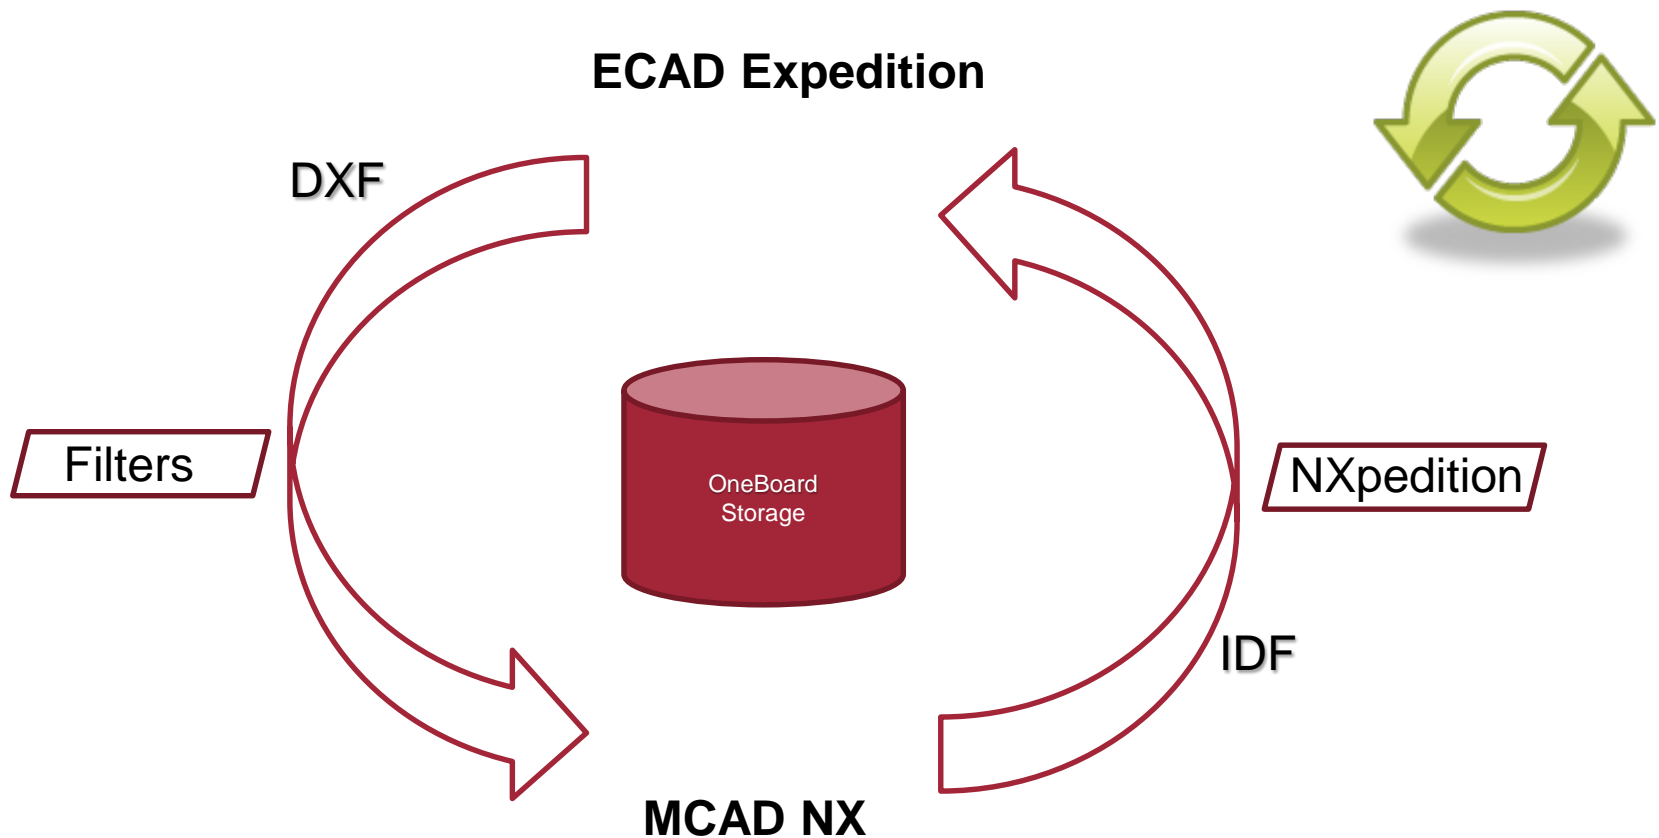 ECAD Expedition
DXF
Filters
OneBoard
Storage
NXpedition
IDF
MCAD NX